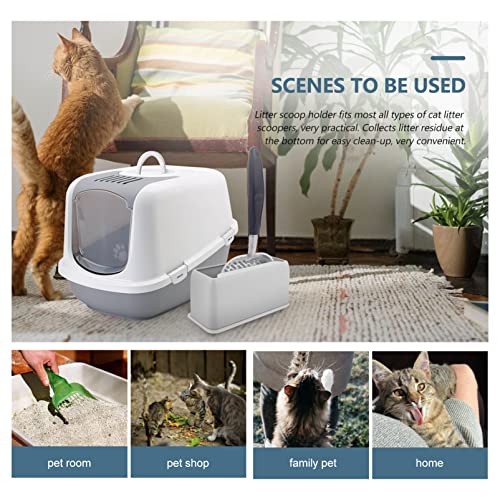 SCENES TO BE USED
Litter scoop holder fits most all types of cat litter
scoopers, very practical. Collects litter residue at
the bottom for easy clean-up, very convenient.
pet room
pet shop
family pet
home